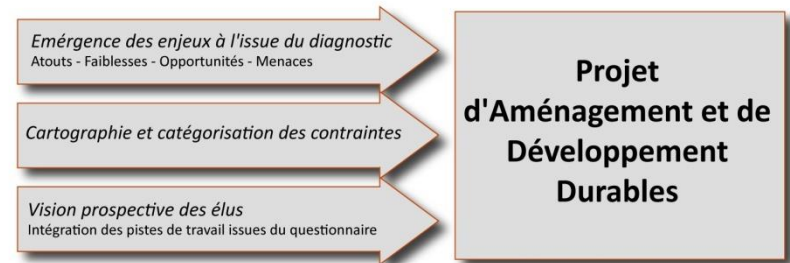 Emérgence des enjeux à l'issue du diagnostic
Atouts - Faiblesses - Opportunités - Menaces
Cartographie et catégorisation des contraintes
Vision prospective des élus
Intégration des pistes de travail issues du questionnaire
Projet
d'Aménagement et de
Développement
Durables